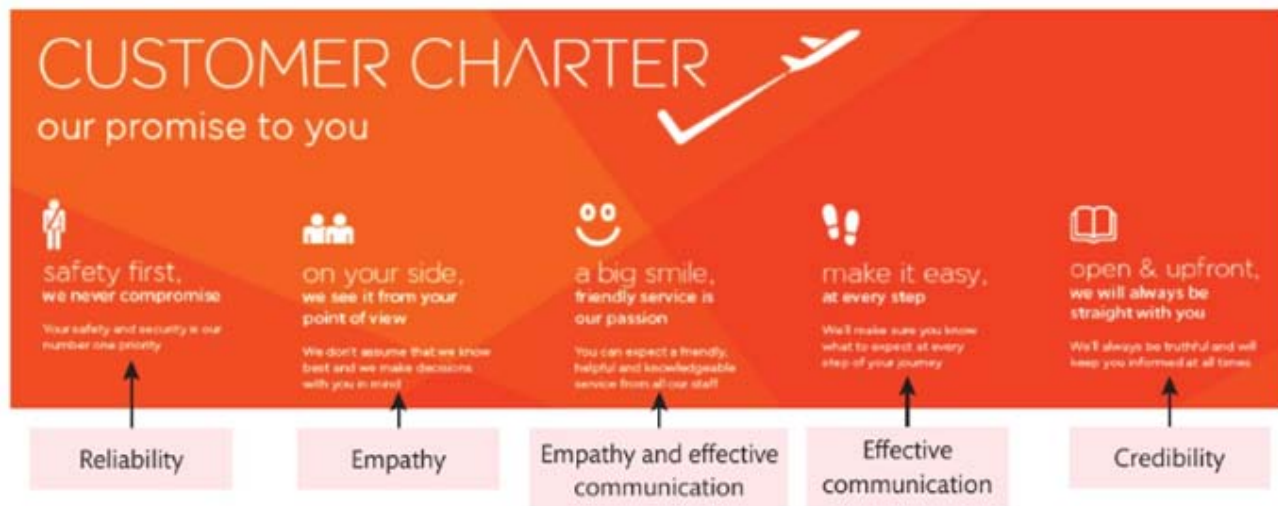 CUSTOMER CHARTER
our promise to you
safety first,
we never compromise
Your safety and security is our
number one priority
on your side,
we see it from your
point of view
We don't assume that we know
best and we make decisions
with you in mind
a big smile,
friendly service is
our passion
You can expect a friendly,
helpful and knowledgeable
service from all our staff
make it easy,
at every step
We'll make sure you know
what to expect at every
step of your journey
open & upfront,
we will always be
straight with you
We'll always be truthful and will
keep you informed at all times
Reliability
Empathy
Empathy and effective
communication
Effective
communication
Credibility